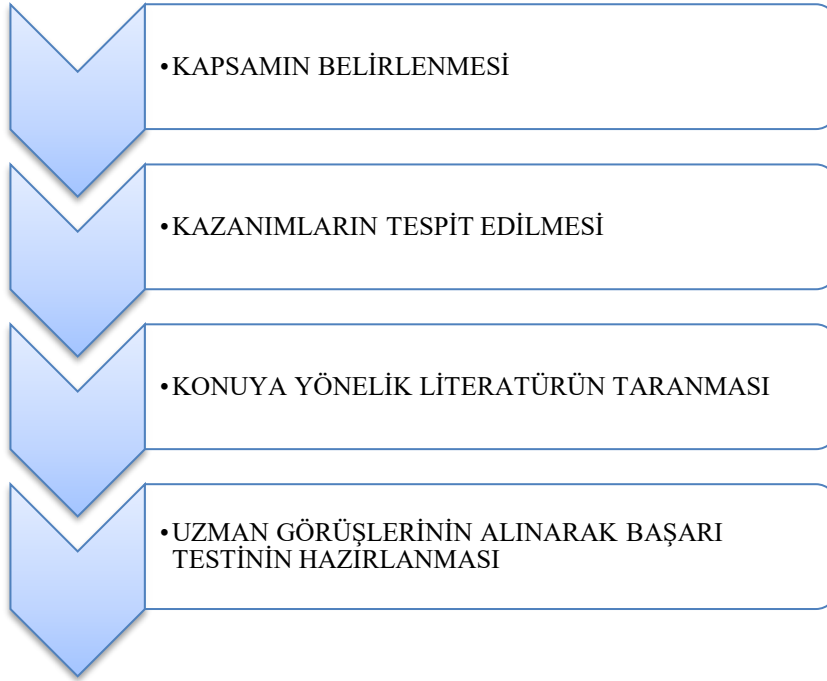 •KAPSAMIN BELİRLENMESİ
•KAZANIMLARIN TESPİT EDİLMESİ
•KONUYA YÖNELİK LİTERATÜRÜN TARANMASI
•UZMAN GÖRÜŞLERİNİN ALINARAK BAŞARI
TESTİNİN HAZIRLANMASI